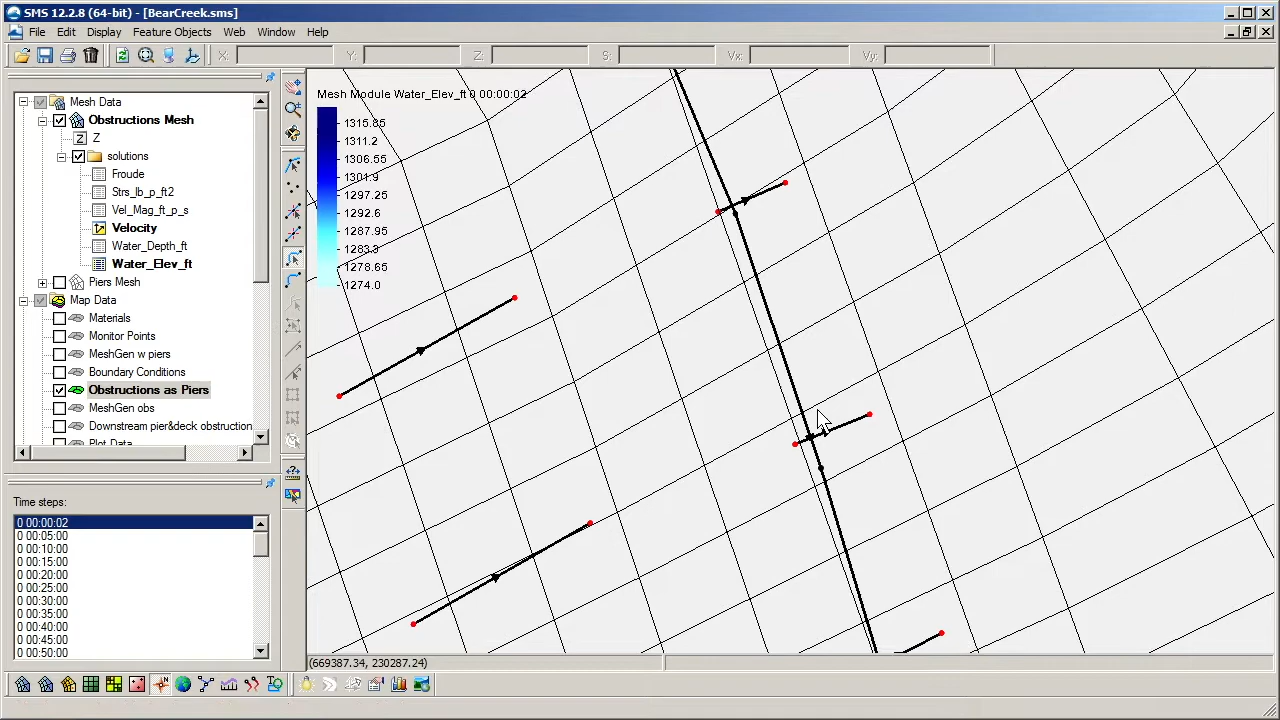 SMS 12.2.8 (64-bit) - [BearCreek.sms]
File Edit Display Feature Objects Web Window Help
X: Y: Z: S: Vx: Vy:
Mesh Data
Obstructions Mesh
Z
solutions
Froude
Strs_lb_p_ft2
Vel_Mag_ft_p_s
Velocity
Water_Depth_ft
Water_Elev_ft
Piers Mesh
Map Data
Materials
Monitor Points
MeshGen w piers
Boundary Conditions
Obstructions as Piers
MeshGen obs
Downstream pier&deck obstruction
Plot Data
Time steps:
0 00:00:02
0 00:05:00
0 00:10:00
0 00:15:00
0 00:20:00
0 00:25:00
0 00:30:00
0 00:35:00
0 00:40:00
0 00:45:00
0 00:50:00
Mesh Module Water_Elev_ft 0 00:00:02
1315.85
1311.2
1306.55
1301.9
1297.25
1292.6
1287.95
1283.3
1278.65
1274.0
(669387.34, 230287.24)